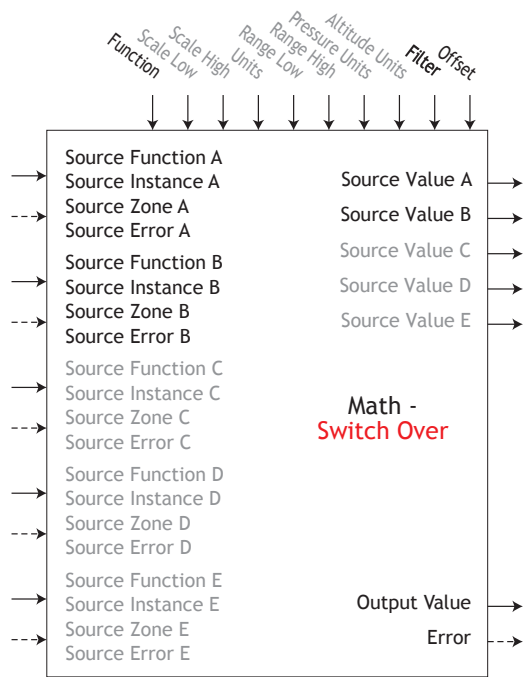 Function
Scale Low
Scale High
Units
Range Low
Range High
Pressure Units
Altitude Units
Filter
Offset
Source Function A
Source Instance A
Source Zone A
Source Error A
Source Function B
Source Instance B
Source Zone B
Source Error B
Source Function C
Source Instance C
Source Zone C
Source Error C
Source Function D
Source Instance D
Source Zone D
Source Error D
Source Function E
Source Instance E
Source Zone E
Source Error E
Source Value A
Source Value B
Source Value C
Source Value D
Source Value E
Math -
Switch Over
Output Value
Error